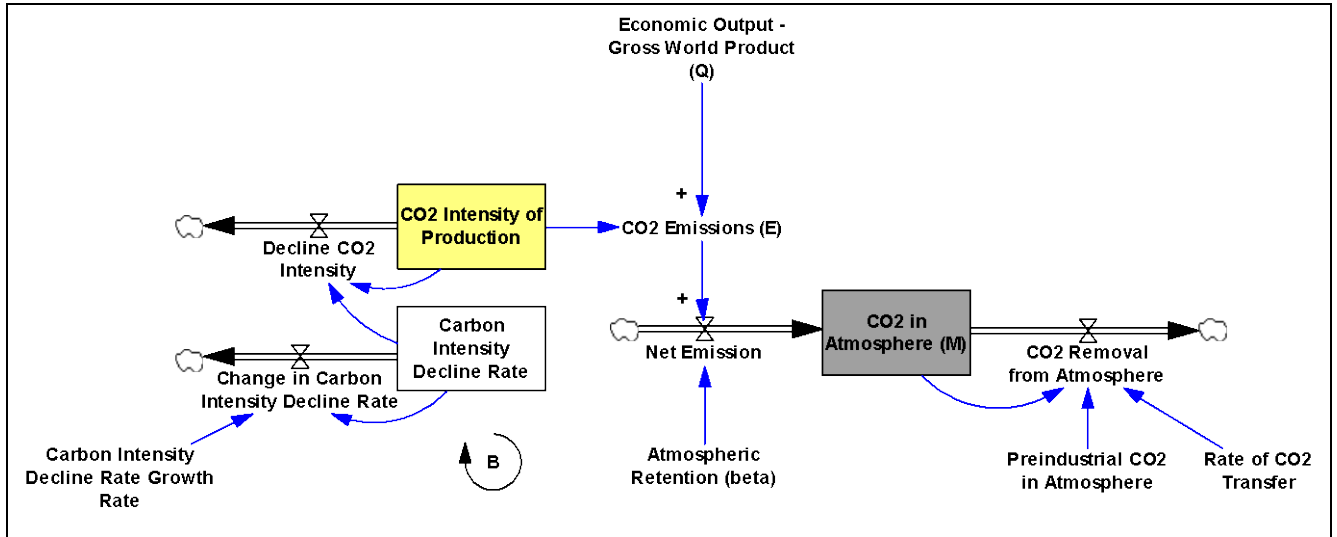 Economic Output -
Gross World Product
(Q)
+
CO2 Intensity of
Production
CO2 Emissions (E)
Decline CO2
Intensity
+
Carbon
Intensity
Decline Rate
CO2 in
Atmosphere (M)
Net Emission
CO2 Removal
from Atmosphere
Change in Carbon
Intensity Decline Rate
Carbon Intensity
Decline Rate Growth
Rate
B
Atmospheric
Retention (beta)
Preindustrial CO2
in Atmosphere
Rate of CO2
Transfer